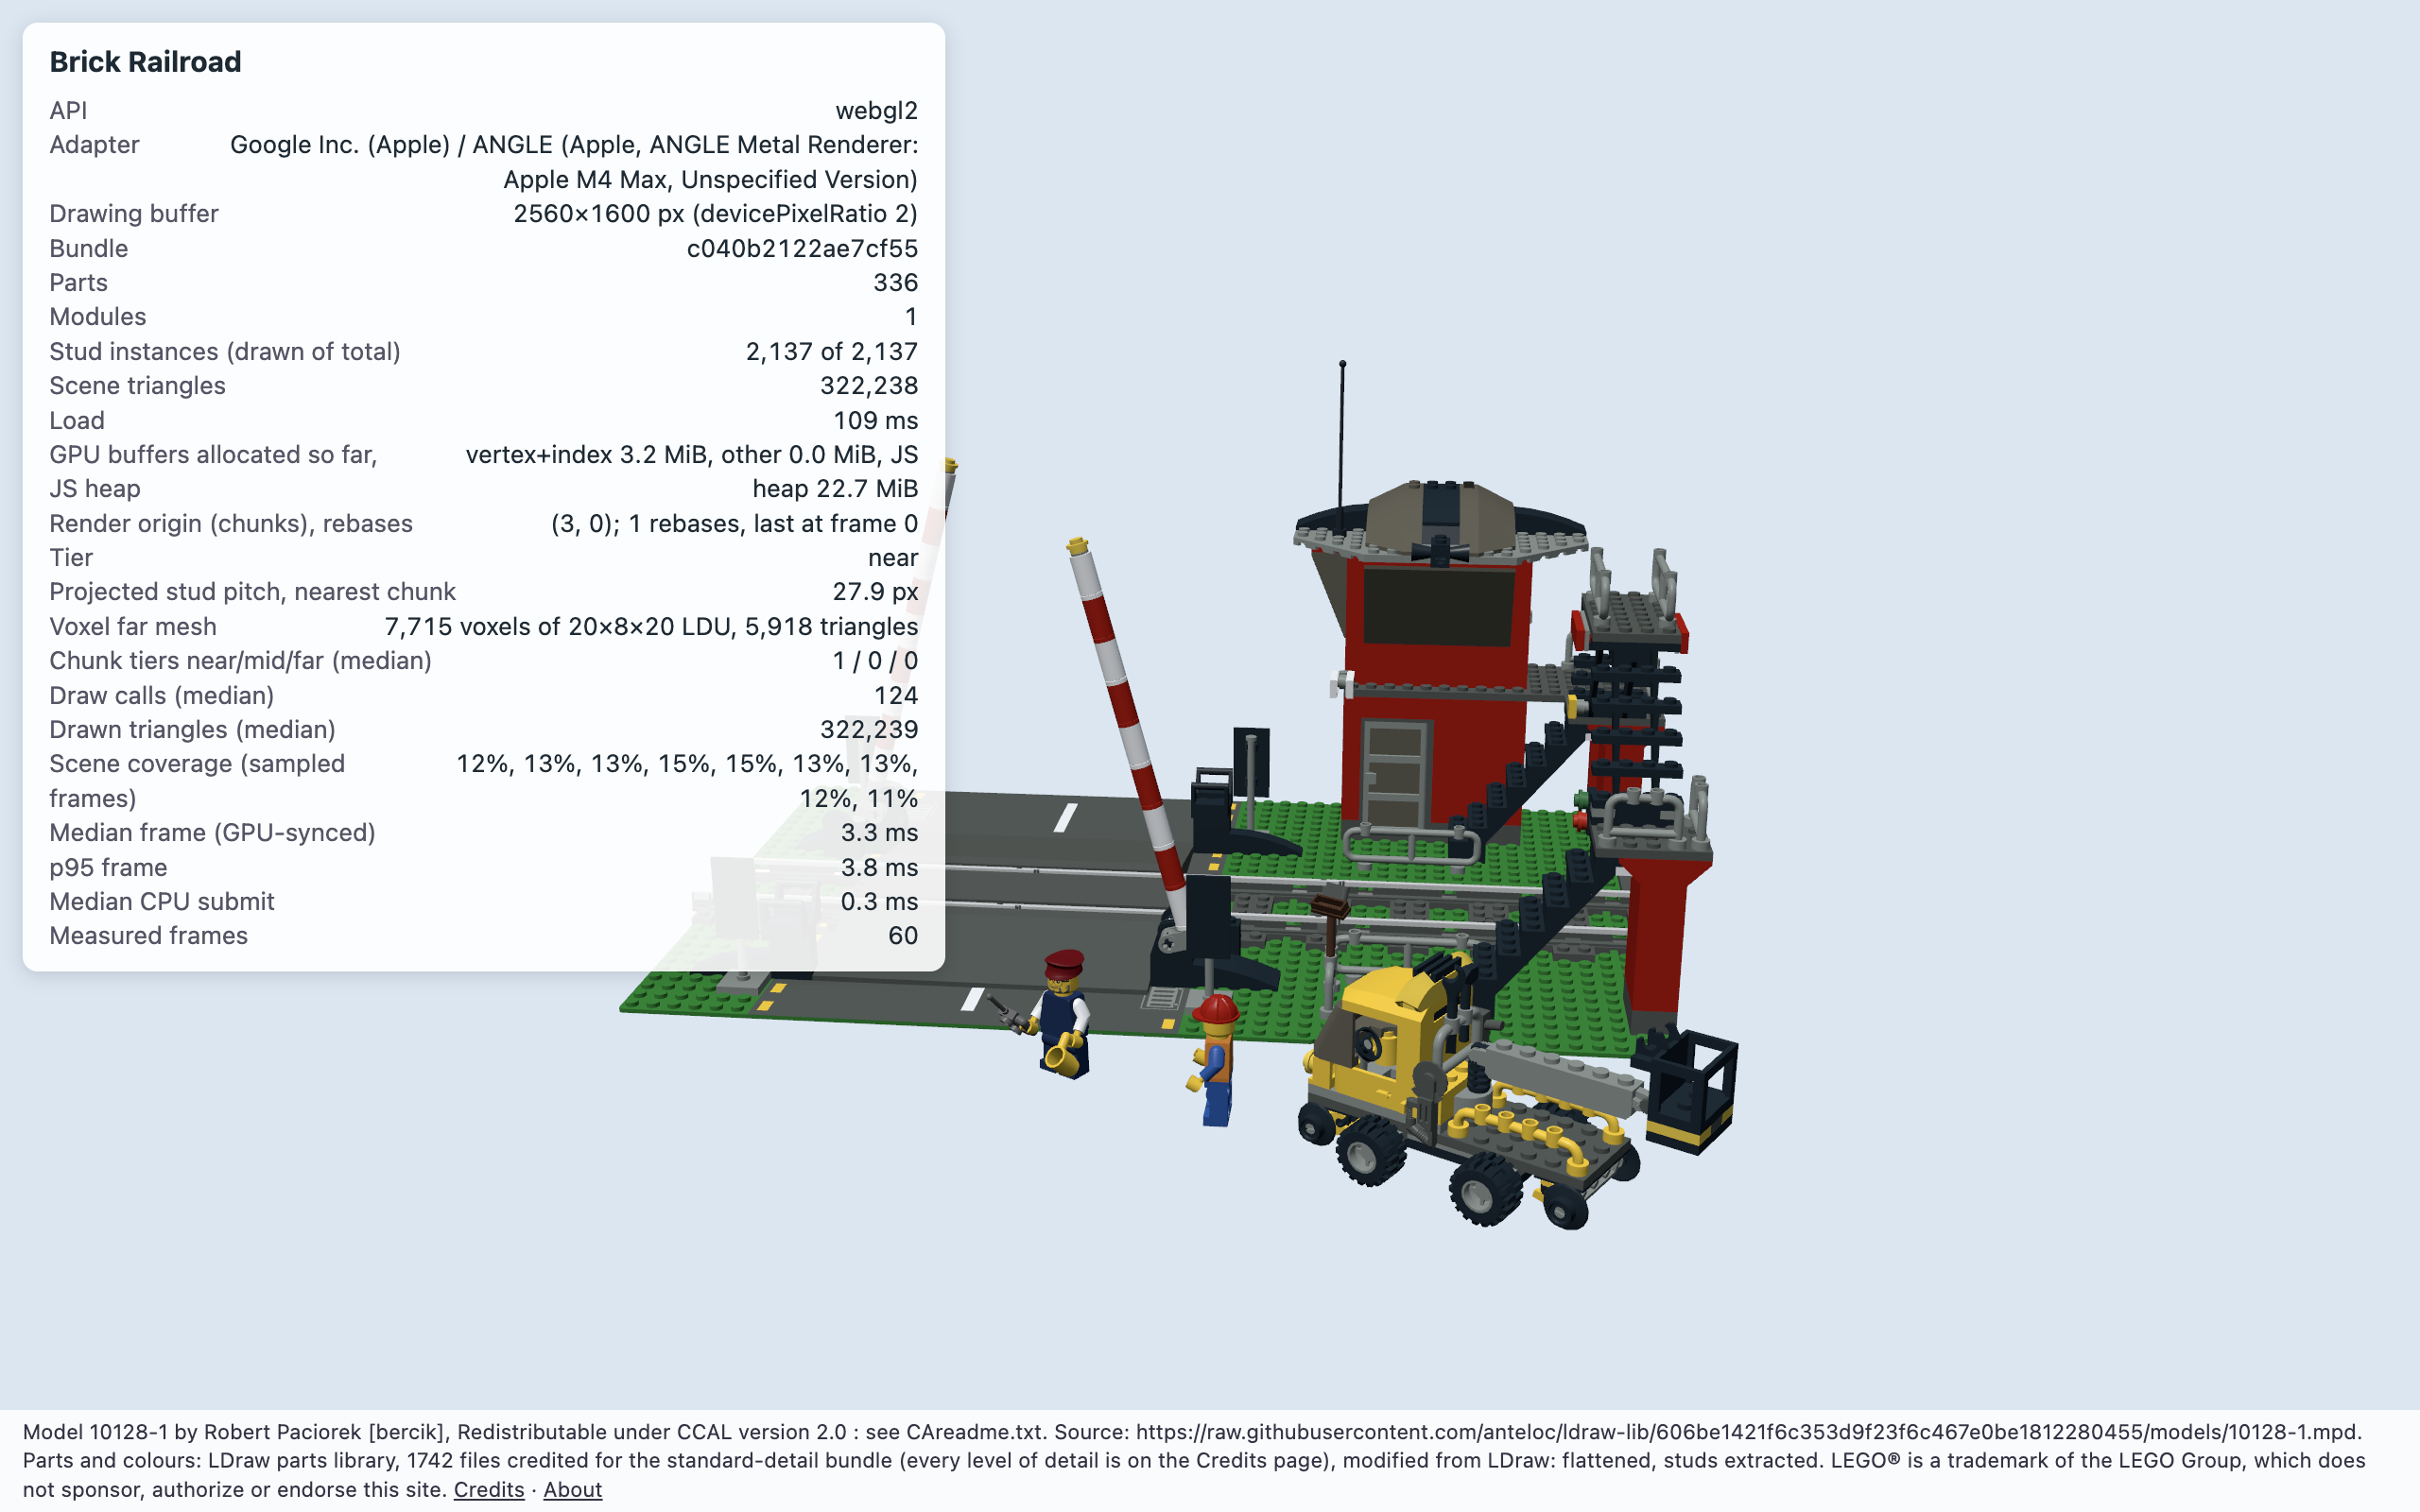 Brick Railroad
API webgl2
Adapter Google Inc. (Apple) / ANGLE (Apple, ANGLE Metal Renderer:
Apple M4 Max, Unspecified Version)
Drawing buffer 2560×1600 px (devicePixelRatio 2)
Bundle c040b2122ae7cf55
Parts 336
Modules 1
Stud instances (drawn of total) 2,137 of 2,137
Scene triangles 322,238
Load 109 ms
GPU buffers allocated so far, vertex+index 3.2 MiB, other 0.0 MiB, JS
JS heap heap 22.7 MiB
Render origin (chunks), rebases (3, 0); 1 rebases, last at frame 0
Tier near
Projected stud pitch, nearest chunk 27.9 px
Voxel far mesh 7,715 voxels of 20×8×20 LDU, 5,918 triangles
Chunk tiers near/mid/far (median) 1 / 0 / 0
Draw calls (median) 124
Drawn triangles (median) 322,239
Scene coverage (sampled 12%, 13%, 13%, 15%, 15%, 13%, 13%,
frames) 12%, 11%
Median frame (GPU-synced) 3.3 ms
p95 frame 3.8 ms
Median CPU submit 0.3 ms
Measured frames 60
Model 10128-1 by Robert Paciorek [bercik], Redistributable under CCAL version 2.0 : see CAreadme.txt. Source: https://raw.githubusercontent.com/anteloc/ldraw-lib/606be1421f6c353d9f23f6c467e0be1812280455/models/10128-1.mpd.
Parts and colours: LDraw parts library, 1742 files credited for the standard-detail bundle (every level of detail is on the Credits page), modified from LDraw: flattened, studs extracted. LEGO® is a trademark of the LEGO Group, which does
not sponsor, authorize or endorse this site. Credits · About